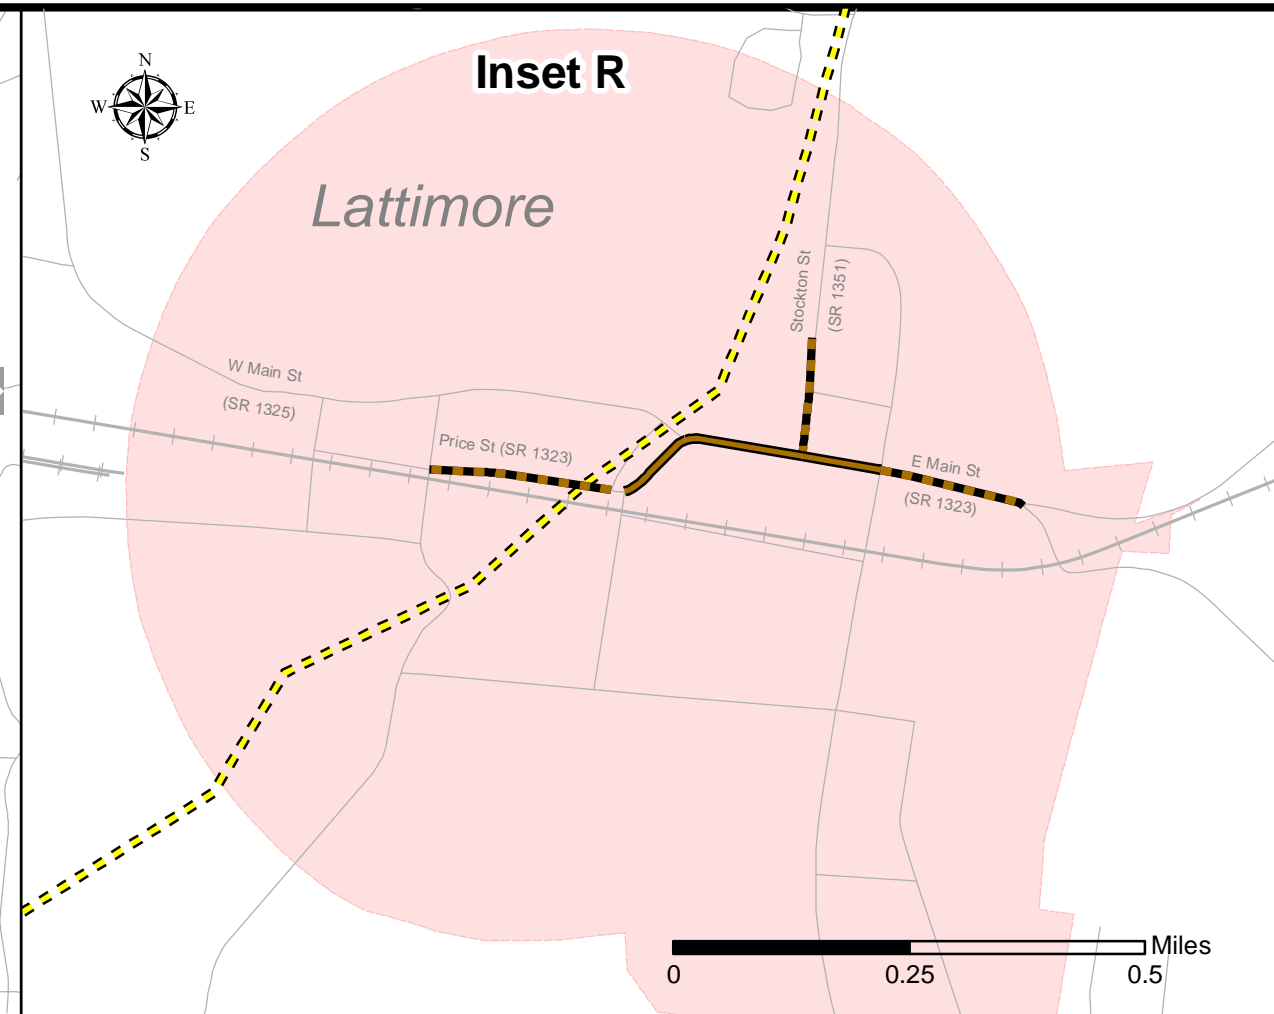 Inset R
N
W E
S
Lattimore
Stockton St
(SR 1351)
W Main St
(SR 1325)
Price St (SR 1323)
E Main St
(SR 1323)
Miles
0 0.25 0.5